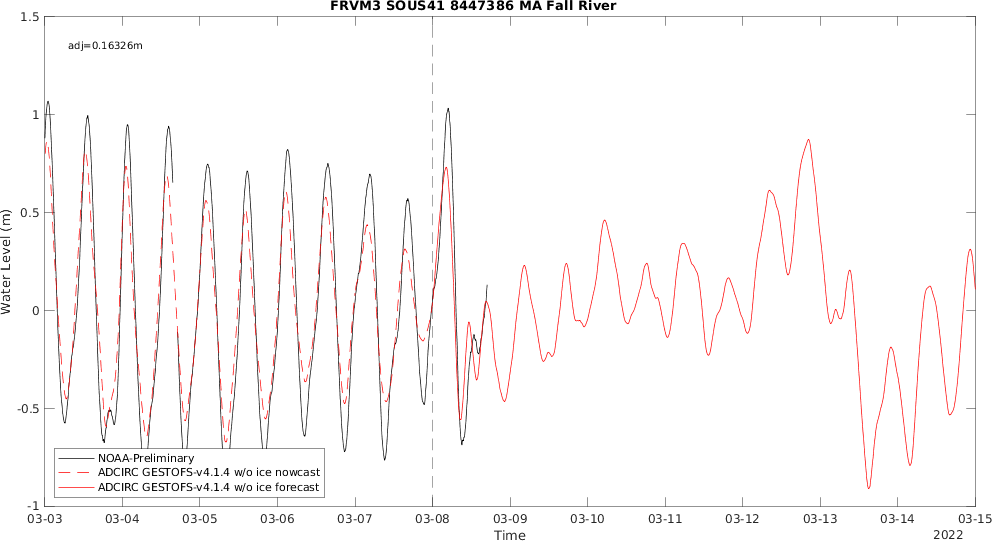 FRVM3 SOUS41 8447386 MA Fall River
adj=0.16326m
Water Level (m)
1.5
1
0.5
0
-0.5
-1
NOAA-Preliminary
ADCIRC GESTOFS-v4.1.4 w/o ice nowcast
ADCIRC GESTOFS-v4.1.4 w/o ice forecast
03-03 03-04 03-05 03-06 03-07 03-08 03-09 03-10 03-11 03-12 03-13 03-14 03-15
Time
2022